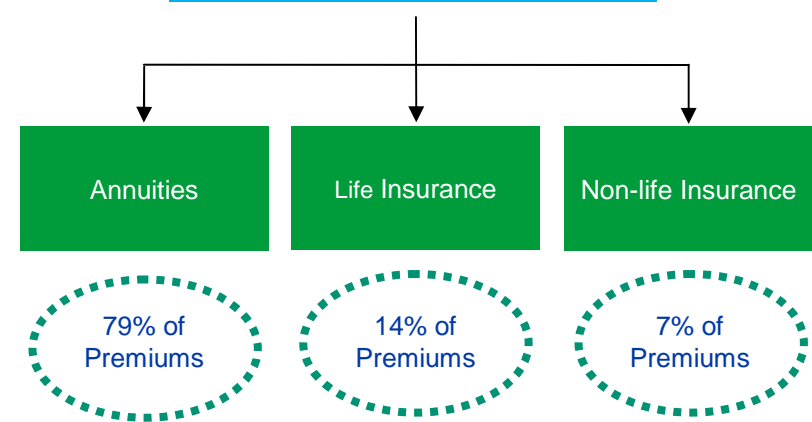 Annuities
Life Insurance
Non-life Insurance
79% of
Premiums
14% of
Premiums
7% of
Premiums